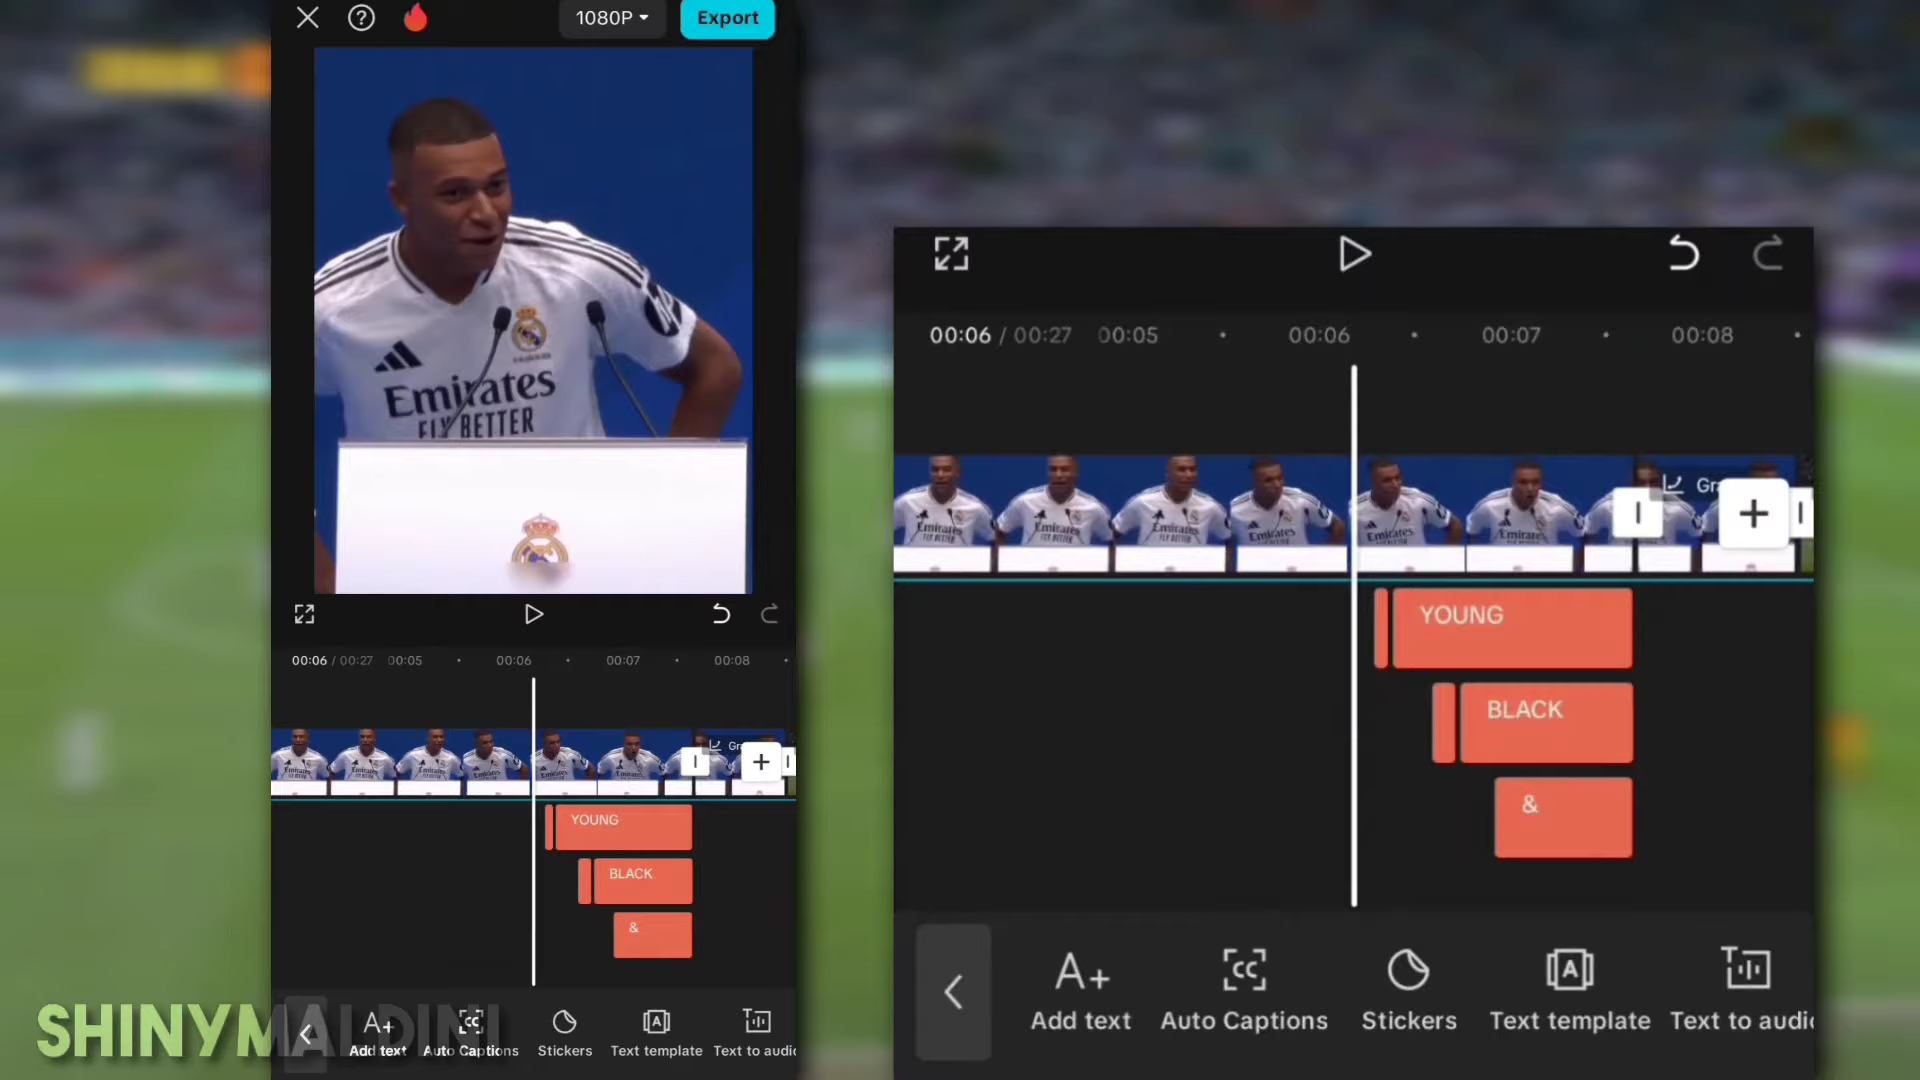 1080P
Export
Emirates
FLY BETTER
00:06 / 00:27 00:05 00:06 00:07 00:08
YOUNG
BLACK
&
Add text Auto Captions Stickers Text template Text to audio
00:06 / 00:27 00:05 00:06 00:07 00:08
YOUNG
BLACK
&
Add text Auto Captions Stickers Text template Text to audi
SHINYMALDINI